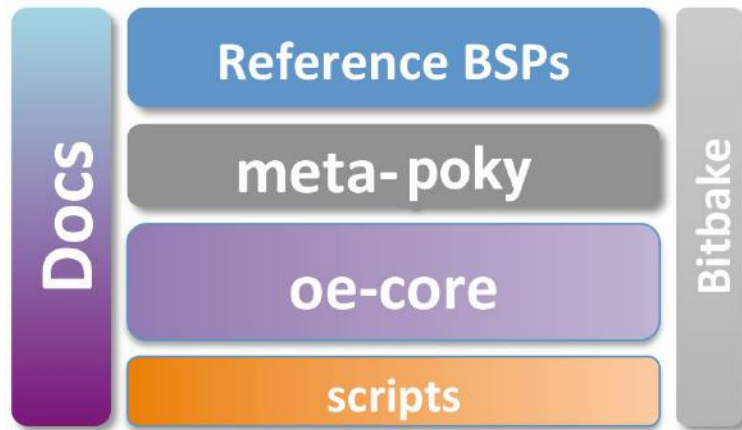 Docs
Reference BSPs
meta-poky
oe-core
scripts
Bitbake